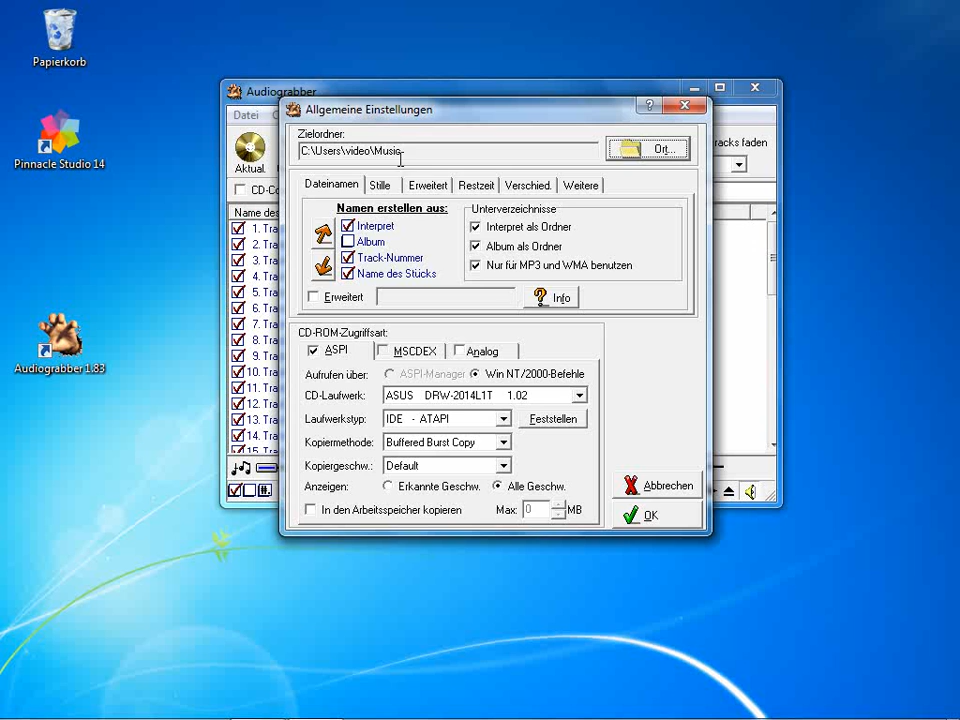 Papierkorb
Pinnacle Studio 14
Audiograbber 1.83
Audiograbber
Datei
Aktual.
racks faden
Name des
1. Tra
2. Tra
3. Tra
4. Tra
5. Tra
6. Tra
7. Tra
8. Tra
9. Tra
10. Tra
11. Tra
12. Tra
13. Tra
14. Tra
15. Tra
Allgemeine Einstellungen
Zielordner:
C:\Users\video\Music
Ort...
Dateinamen Stille Erweitert Restzeit Verschied. Weitere
Namen erstellen aus:
Interpret
Album
Track-Nummer
Name des Stücks
Unterverzeichnisse
Interpret als Ordner
Album als Ordner
Nur für MP3 und WMA benutzen
Erweitert
Info
CD-ROM-Zugriffsart:
ASPI MSCDEX Analog
Aufrufen über: ASPI-Manager Win NT/2000-Befehle
CD-Laufwerk: ASUS DRW-2014L1T 1.02
Laufwerkstyp: IDE - ATAPI Feststellen
Kopiermethode: Buffered Burst Copy
Kopiergeschw.: Default
Anzeigen: Erkannte Geschw. Alle Geschw.
In den Arbeitsspeicher kopieren Max: 0 MB
Abbrechen
OK